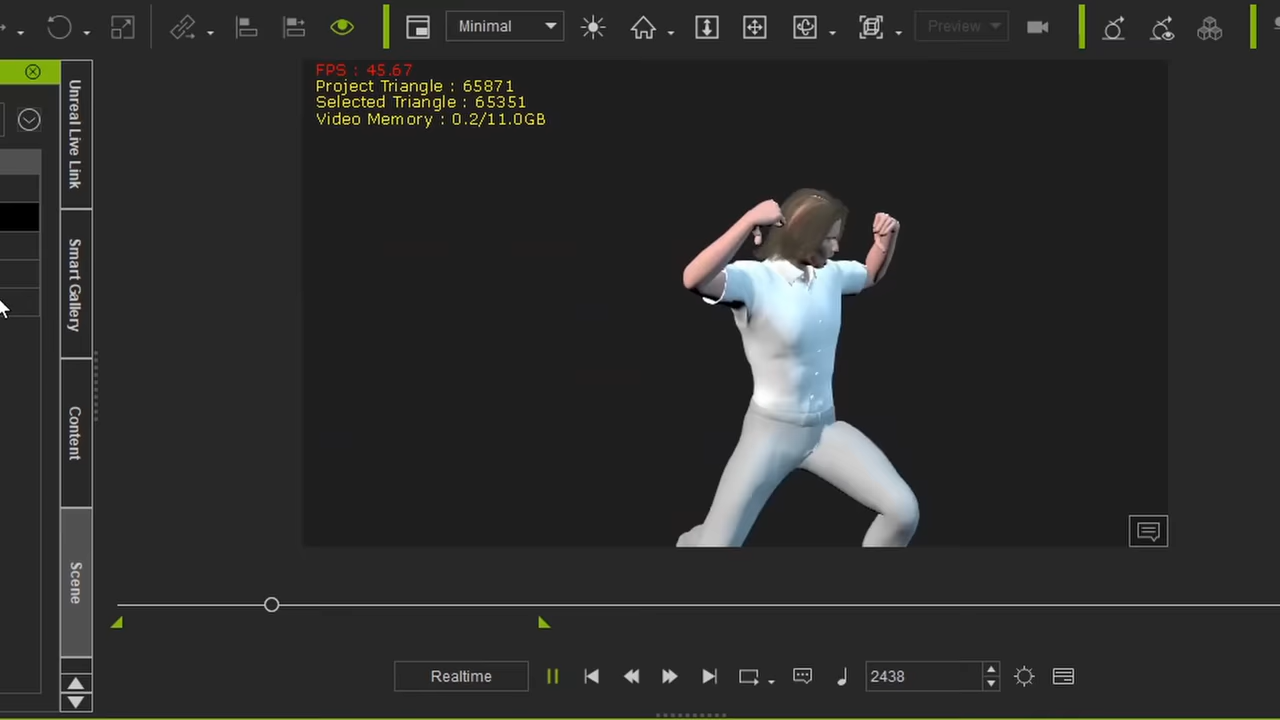 Minimal
Preview
FPS : 45.67
Project Triangle : 65871
Selected Triangle : 65351
Video Memory : 0.2/11.0GB
Unreal Live Link
Smart Gallery
Content
Scene
Realtime
2438